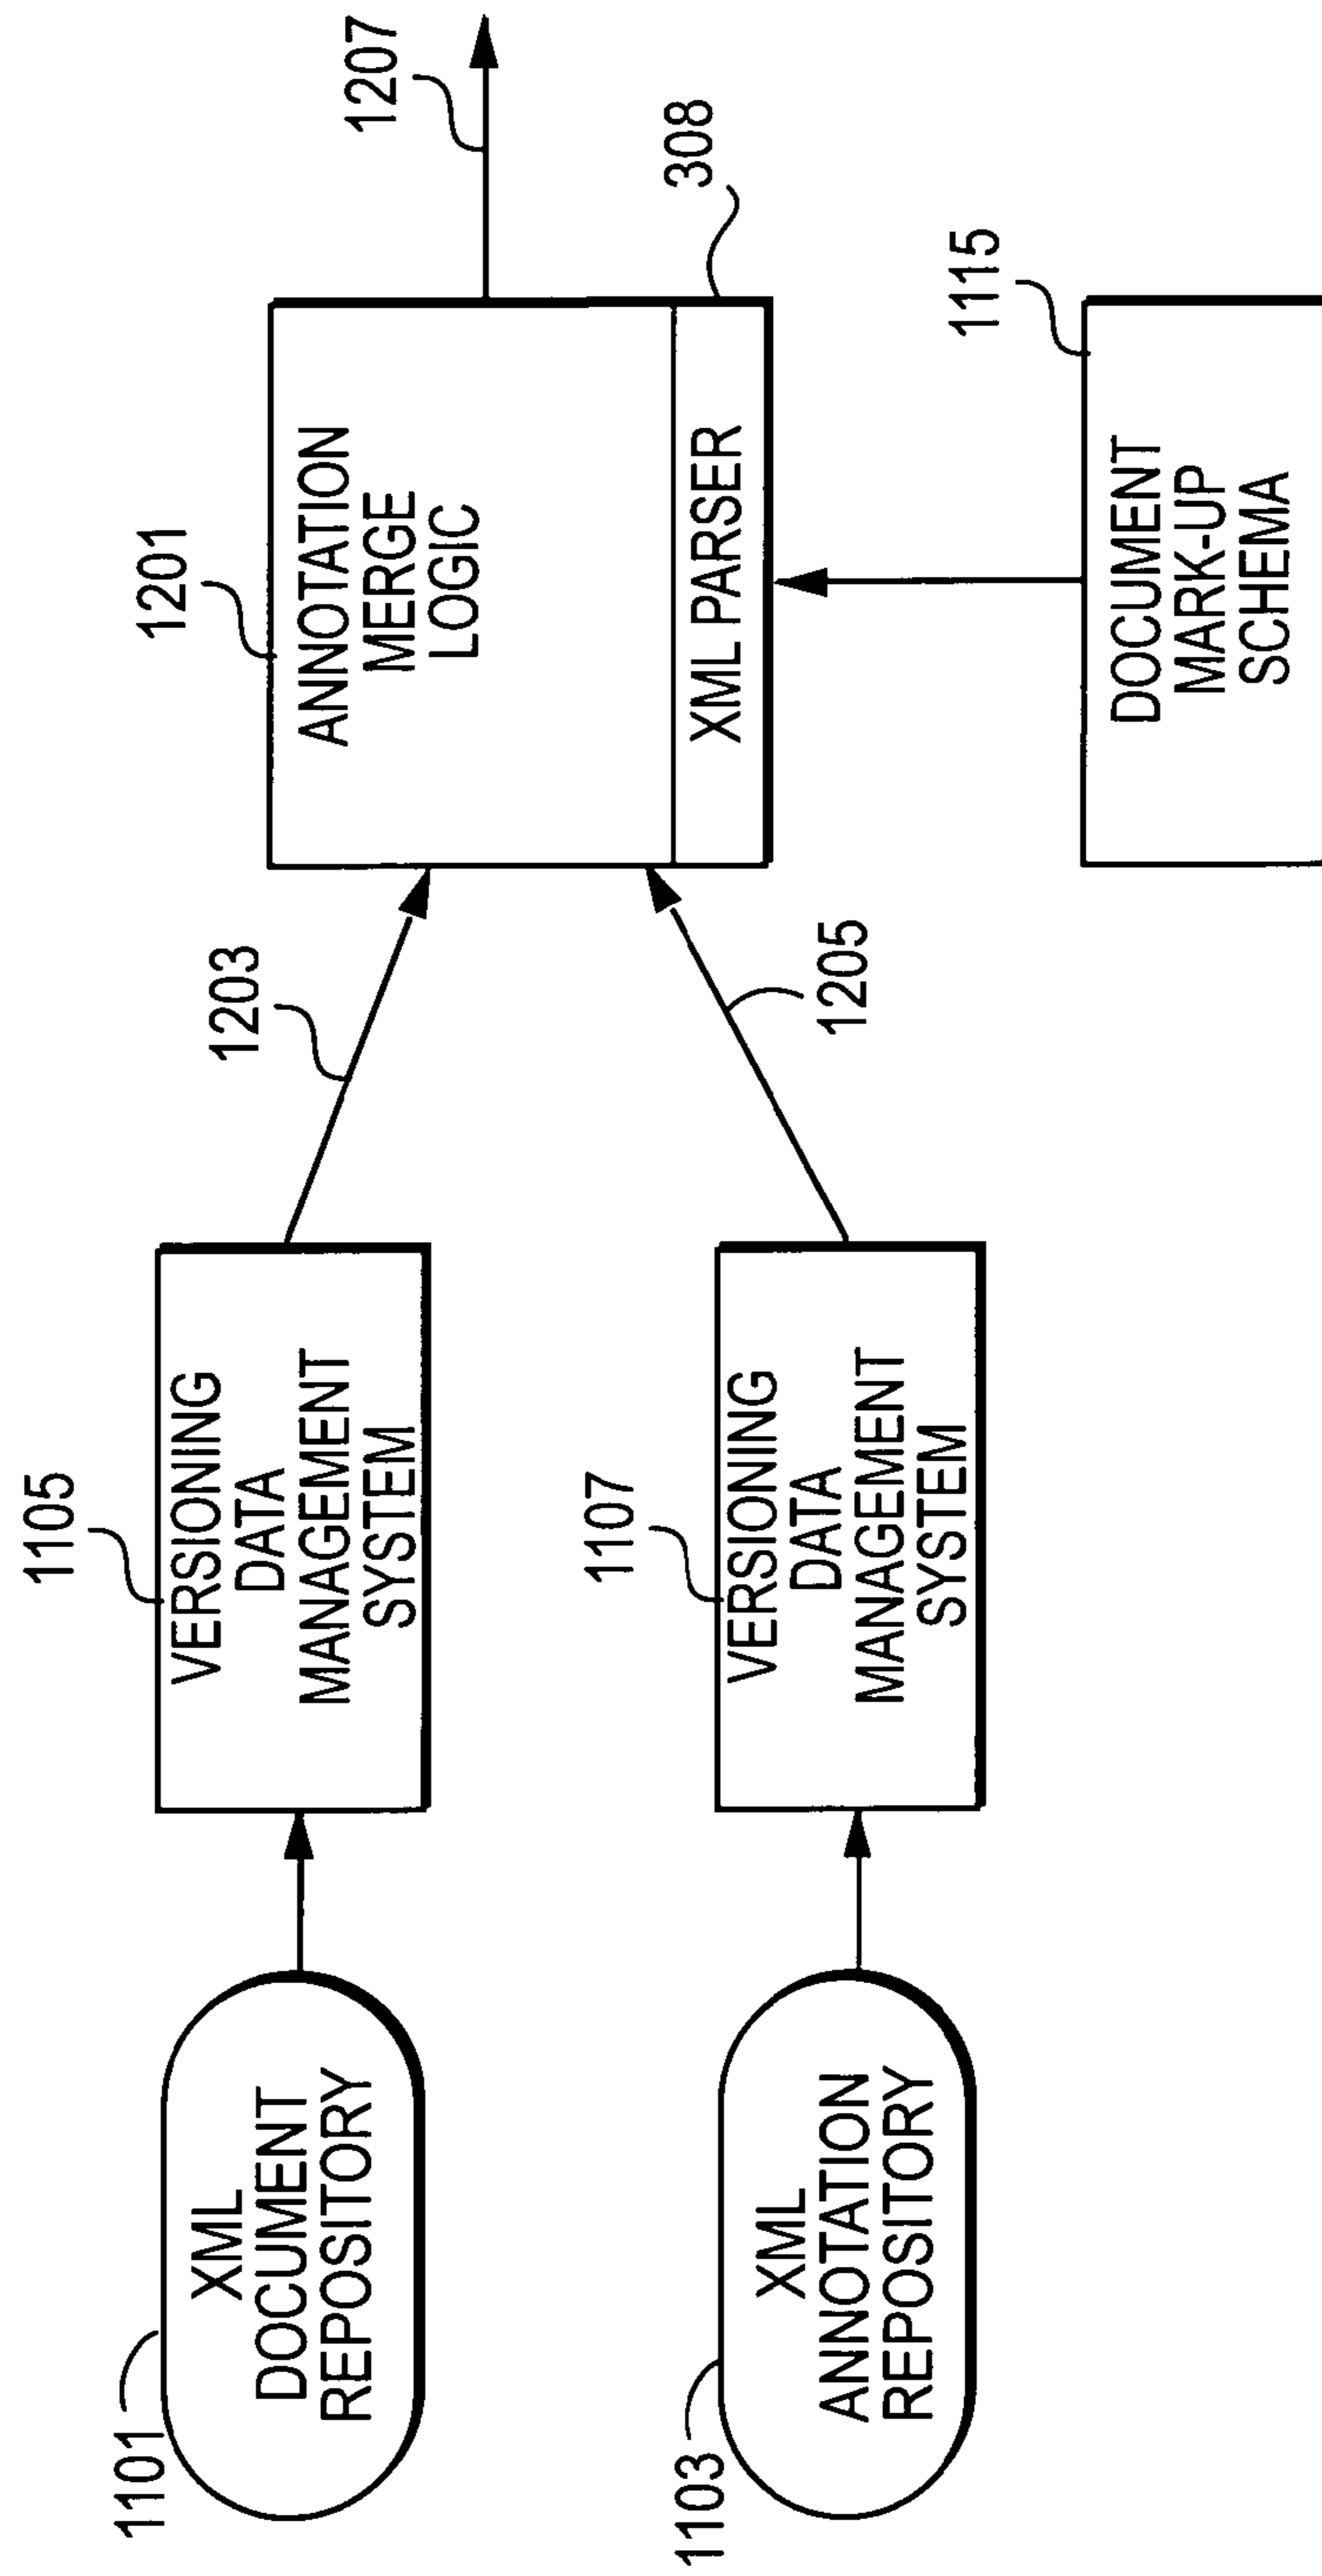 1101
XML
DOCUMENT
REPOSITORY
1105
VERSIONING
DATA
MANAGEMENT
SYSTEM
1203
1201
ANNOTATION
MERGE
LOGIC
XML PARSER
308
1207
1103
XML
ANNOTATION
REPOSITORY
1107
VERSIONING
DATA
MANAGEMENT
SYSTEM
1205
1115
DOCUMENT
MARK-UP
SCHEMA